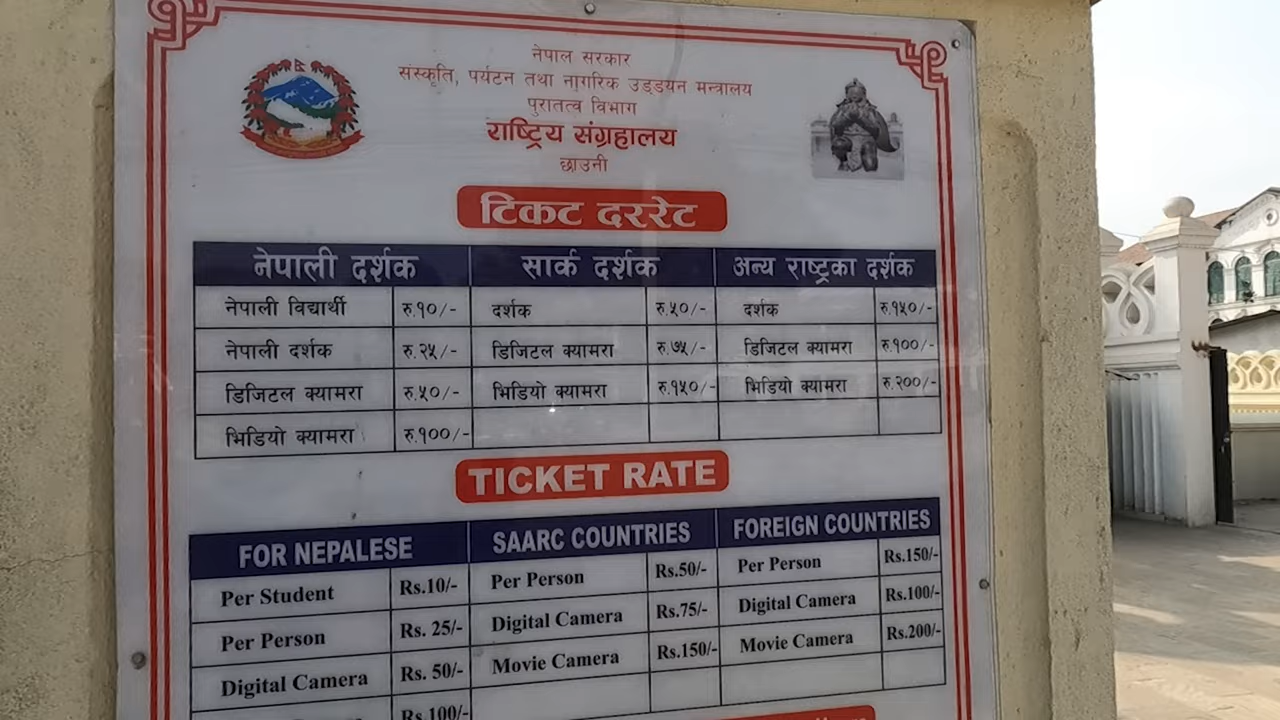 नेपाल सरकार
संस्कृति, पर्यटन तथा नागरिक उड्डयन मन्त्रालय
पुरातत्व विभाग
राष्ट्रिय संग्रहालय
छाउनी
टिकट दररेट
नेपाली दर्शक सार्क दर्शक अन्य राष्ट्रका दर्शक
नेपाली विद्यार्थी रु.१०/- दर्शक रु.५०/- दर्शक रु.१५०/-
नेपाली दर्शक रु.२५/- डिजिटल क्यामरा रु.७५/- डिजिटल क्यामरा रु.१००/-
डिजिटल क्यामरा रु.५०/- भिडियो क्यामरा रु.१५०/- भिडियो क्यामरा रु.२००/-
भिडियो क्यामरा रु.१००/-
TICKET RATE
FOR NEPALESE SAARC COUNTRIES FOREIGN COUNTRIES
Per Student Rs.10/- Per Person Rs.50/- Per Person Rs.150/-
Per Person Rs. 25/- Digital Camera Rs.75/- Digital Camera Rs.100/-
Digital Camera Rs. 50/- Movie Camera Rs.150/- Movie Camera Rs.200/-
Rs.100/-